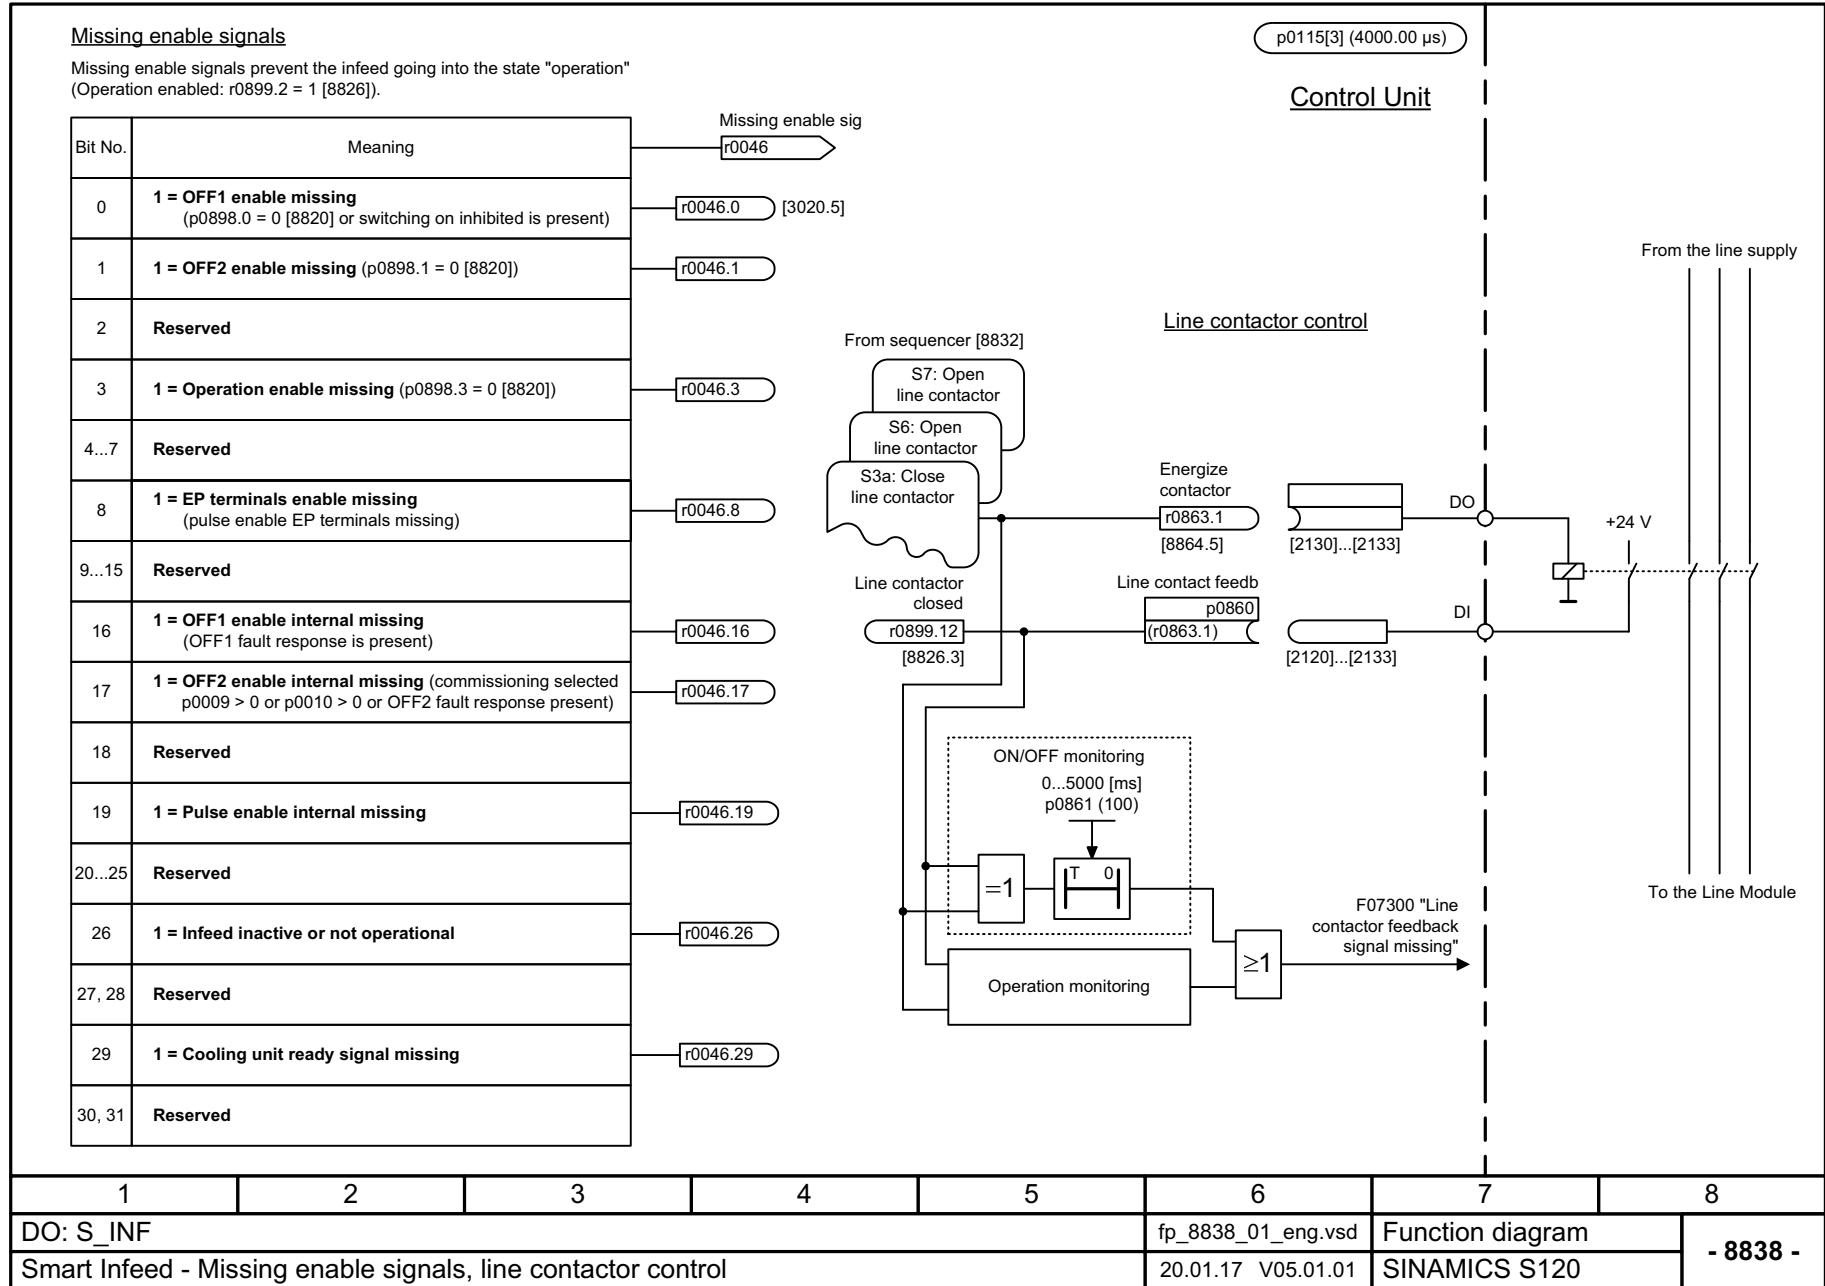 Missing enable signals
Missing enable signals prevent the infeed going into the state "operation"
(Operation enabled: r0899.2 = 1 [8826]).
p0115[3] (4000.00 µs)
Control Unit
Bit No.
Meaning
Missing enable sig
r0046
0
1 = OFF1 enable missing
(p0898.0 = 0 [8820] or switching on inhibited is present)
r0046.0
[3020.5]
1
1 = OFF2 enable missing (p0898.1 = 0 [8820])
r0046.1
2
Reserved
3
1 = Operation enable missing (p0898.3 = 0 [8820])
r0046.3
4...7
Reserved
8
1 = EP terminals enable missing
(pulse enable EP terminals missing)
r0046.8
9...15
Reserved
16
1 = OFF1 enable internal missing
(OFF1 fault response is present)
r0046.16
17
1 = OFF2 enable internal missing (commissioning selected
p0009 > 0 or p0010 > 0 or OFF2 fault response present)
r0046.17
18
Reserved
19
1 = Pulse enable internal missing
r0046.19
20...25
Reserved
26
1 = Infeed inactive or not operational
r0046.26
27, 28
Reserved
29
1 = Cooling unit ready signal missing
r0046.29
30, 31
Reserved
Line contactor control
From sequencer [8832]
S7: Open
line contactor
S6: Open
line contactor
S3a: Close
line contactor
Energize
contactor
r0863.1
[8864.5]
[2130]...[2133]
DO
+24 V
From the line supply
Line contactor
closed
r0899.12
[8826.3]
Line contact feedb
p0860
(r0863.1)
[2120]...[2133]
DI
ON/OFF monitoring
0...5000 [ms]
p0861 (100)
=1
T 0
Operation monitoring
≥1
F07300 "Line
contactor feedback
signal missing"
To the Line Module
1 2 3 4 5 6 7 8
DO: S_INF
fp_8838_01_eng.vsd
Function diagram
- 8838 -
Smart Infeed - Missing enable signals, line contactor control
20.01.17 V05.01.01
SINAMICS S120